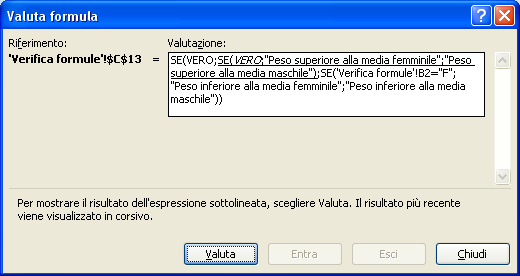 Valuta formula
Riferimento:
Valutazione:
'Verifica formule'!$C$13 =
SE(VERO;SE(VERO;"Peso superiore alla media femminile";"Peso
superiore alla media maschile");SE('Verifica formule'!B2="F";
"Peso inferiore alla media femminile";"Peso inferiore alla media
maschile"))
Per mostrare il risultato dell'espressione sottolineata, scegliere Valuta. Il risultato più recente
viene visualizzato in corsivo.
Valuta
Entra
Esci
Chiudi